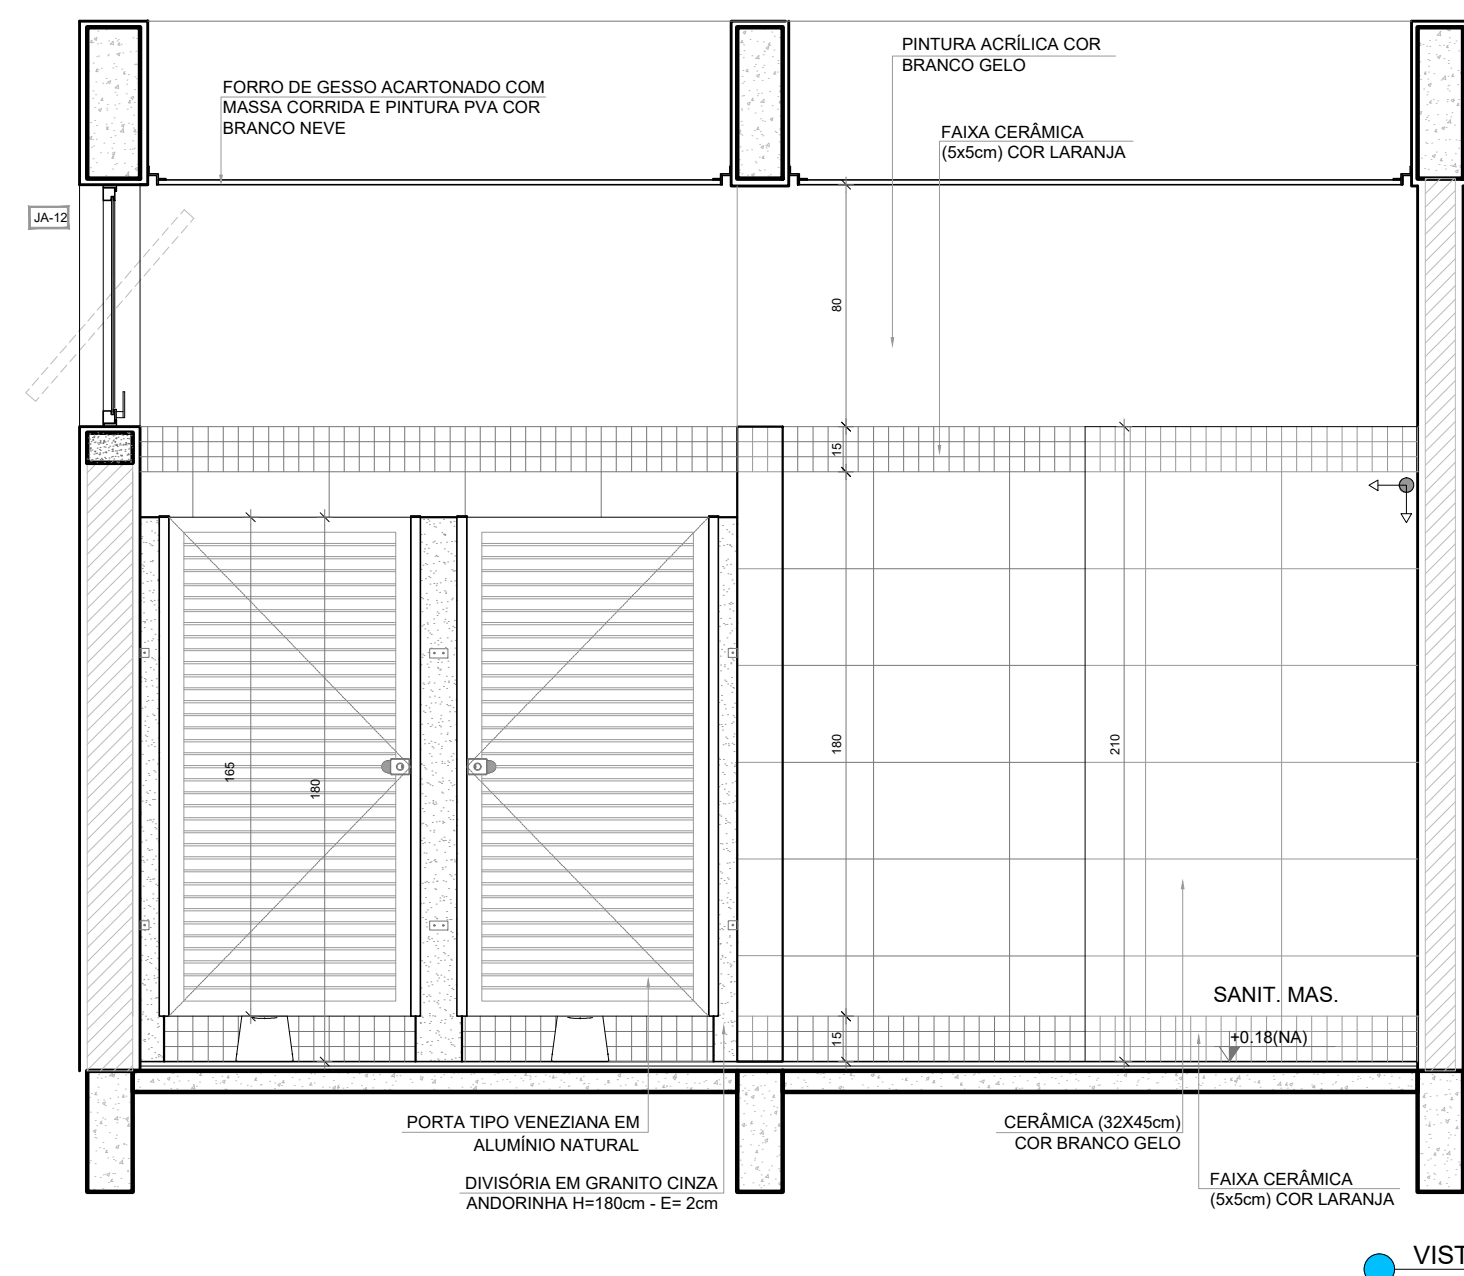 PINTURA ACRÍLICA COR
BRANCO GELO
FORRO DE GESSO ACARTONADO COM
MASSA CORRIDA E PINTURA PVA COR
BRANCO NEVE
FAIXA CERÂMICA
(5x5cm) COR LARANJA
JA-12
80
15
165
180
180
210
SANIT. MAS.
+0.18(NA)
15
PORTA TIPO VENEZIANA EM
ALUMÍNIO NATURAL
CERÂMICA (32X45cm)
COR BRANCO GELO
DIVISÓRIA EM GRANITO CINZA
ANDORINHA H=180cm - E= 2cm
FAIXA CERÂMICA
(5x5cm) COR LARANJA
VIST